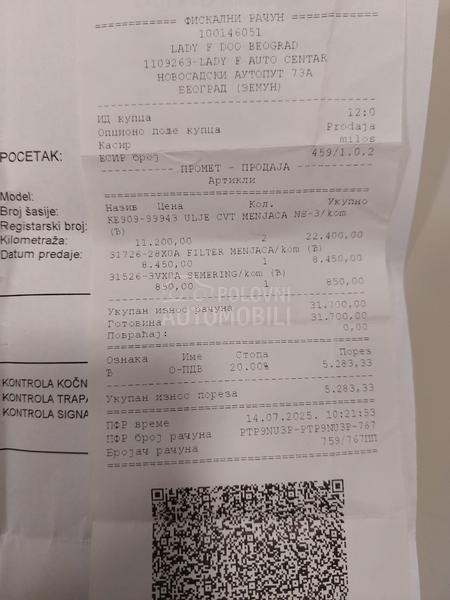 ============ ФИСКАЛНИ РАЧУН ============
100146051
LADY F DOO BEOGRAD
1109263-LADY F AUTO CENTAR
НОВОСАДСКИ АУТОПУТ 73А
БЕОГРАД (ЗЕМУН)
ИД купца 12:0
Опционо поље купца Prodaja
Касир milos
ЕСИР број 459/1.0.2
ПРОМЕТ - ПРОДАЈА
Артикли
Назив Цена Кол. Укупно
KE909-99943 ULJE CVT MENJACA NS-3/kom
(Ђ)
11.200,00 2 22.400,00
31726-28X0A FILTER MENJACA/kom (Ђ)
8.450,00 1 8.450,00
31526-3VX0A SEMERING/kom (Ђ)
850,00 1 850,00
Укупан износ рачуна 31.700,00
Готовина 31.700,00
Повраћај: 0,00
Ознака Име Стопа Порез
Ђ О-ПДВ 20.00% 5.283,33
Укупан износ пореза 5.283,33
ПФР време 14.07.2025. 10:21:53
ПФР број рачуна PTP9NU3P-PTP9NU3P-767
Бројач рачуна 759/767ПП
POCETAK:
Model:
Broj šasije:
Registarski broj:
Kilometraža:
Datum predaje:
KONTROLA KOČN
KONTROLA TRAPA
KONTROLA SIGNA
POLOVNI
AUTOMOBILI